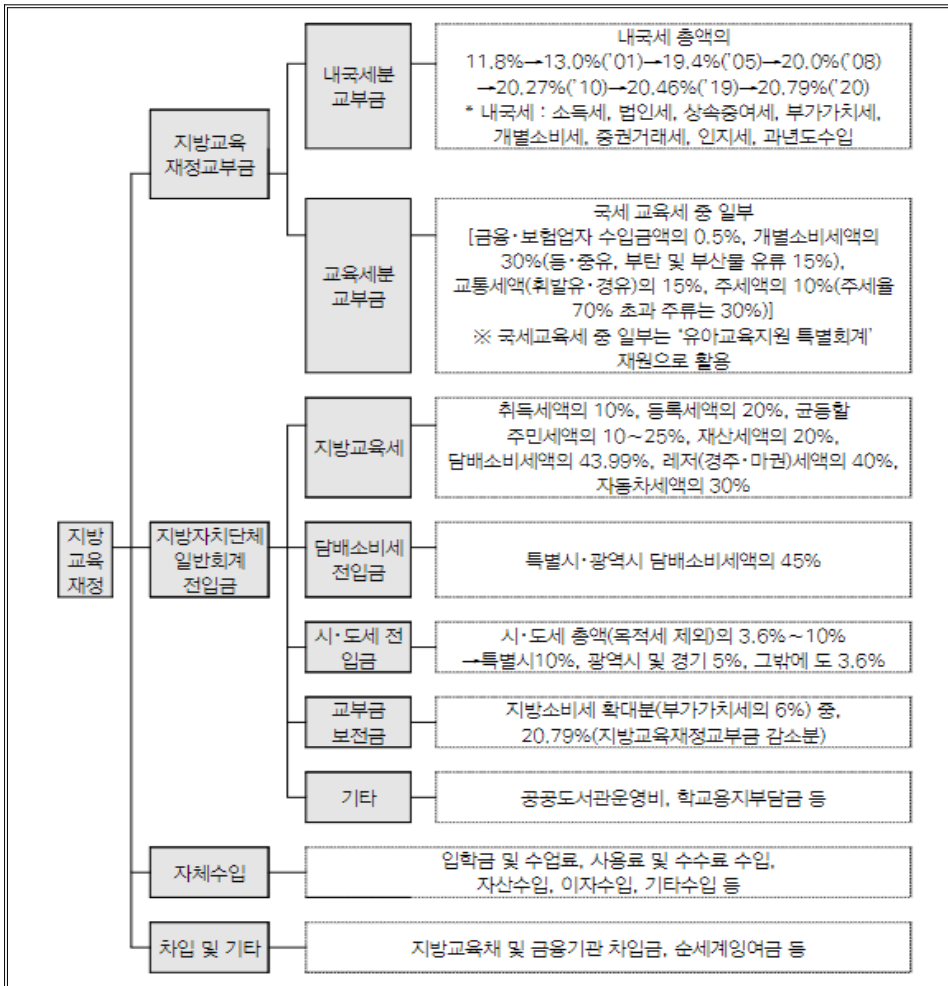 내국세분
교부금
내국세 총액의
11.8%→13.0%('01)→19.4%('05)→20.0%('08)
→20.27%('10)→20.46%('19)→20.79%('20)
* 내국세 : 소득세, 법인세, 상속증여세, 부가가치세,
개별소비세, 증권거래세, 인지세, 과년도수입
지방교육
재정교부금
교육세분
교부금
국세 교육세 중 일부
[금융·보험업자 수입금액의 0.5%, 개별소비세액의
30%(등·중유, 부탄 및 부산물 유류 15%),
교통세액(휘발유·경유)의 15%, 주세액의 10%(주세율
70% 초과 주류는 30%)]
※ 국세교육세 중 일부는 '유아교육지원 특별회계'
재원으로 활용
지방교육세
취득세액의 10%, 등록세액의 20%, 균등할
주민세액의 10~25%, 재산세액의 20%,
담배소비세액의 43.99%, 레저(경주·마권)세액의 40%,
자동차세액의 30%
지방
교육
재정
지방자치단체
일반회계
전입금
담배소비세
전입금
특별시·광역시 담배소비세액의 45%
시·도세 전
입금
시·도세 총액(목적세 제외)의 3.6%~10%
→특별시10%, 광역시 및 경기 5%, 그밖에 도 3.6%
교부금
보전금
지방소비세 확대분(부가가치세의 6%) 중,
20.79%(지방교육재정교부금 감소분)
기타
공공도서관운영비, 학교용지부담금 등
자체수입
입학금 및 수업료, 사용료 및 수수료 수입,
자산수입, 이자수입, 기타수입 등
차입 및 기타
지방교육채 및 금융기관 차입금, 순세계잉여금 등